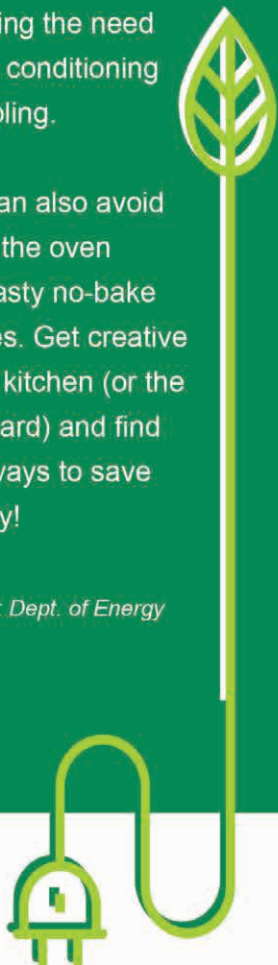 ing the need
conditioning
ling.
an also avoid
the oven
asty no-bake
es. Get creative
kitchen (or the
ard) and find
ways to save
y!
: Dept. of Energy